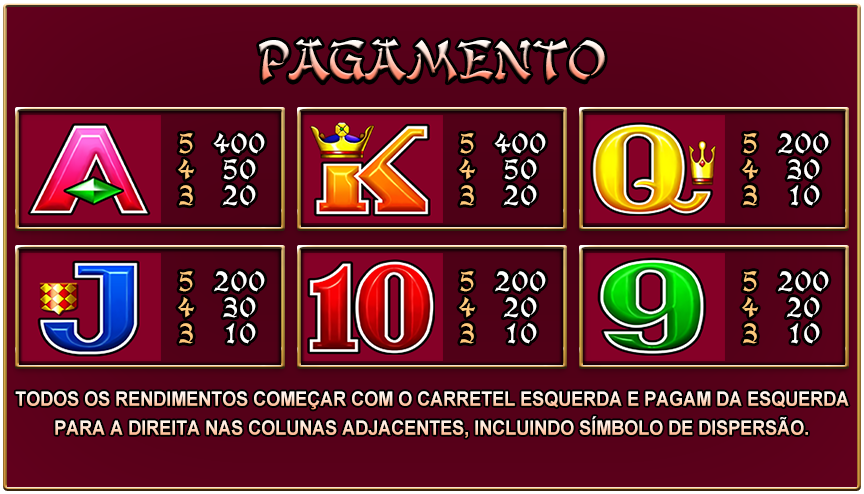 PAGAMENTO
A 5 400 K 5 400 Q 5 200
4 50 4 50 4 30
3 20 3 20 3 10
J 5 200 10 5 200 9 5 200
4 30 4 20 4 20
3 10 3 10 3 10
TODOS OS RENDIMENTOS COMEÇAR COM O CARRETEL ESQUERDA E PAGAM DA ESQUERDA
PARA A DIREITA NAS COLUNAS ADJACENTES, INCLUINDO SÍMBOLO DE DISPERSÃO.